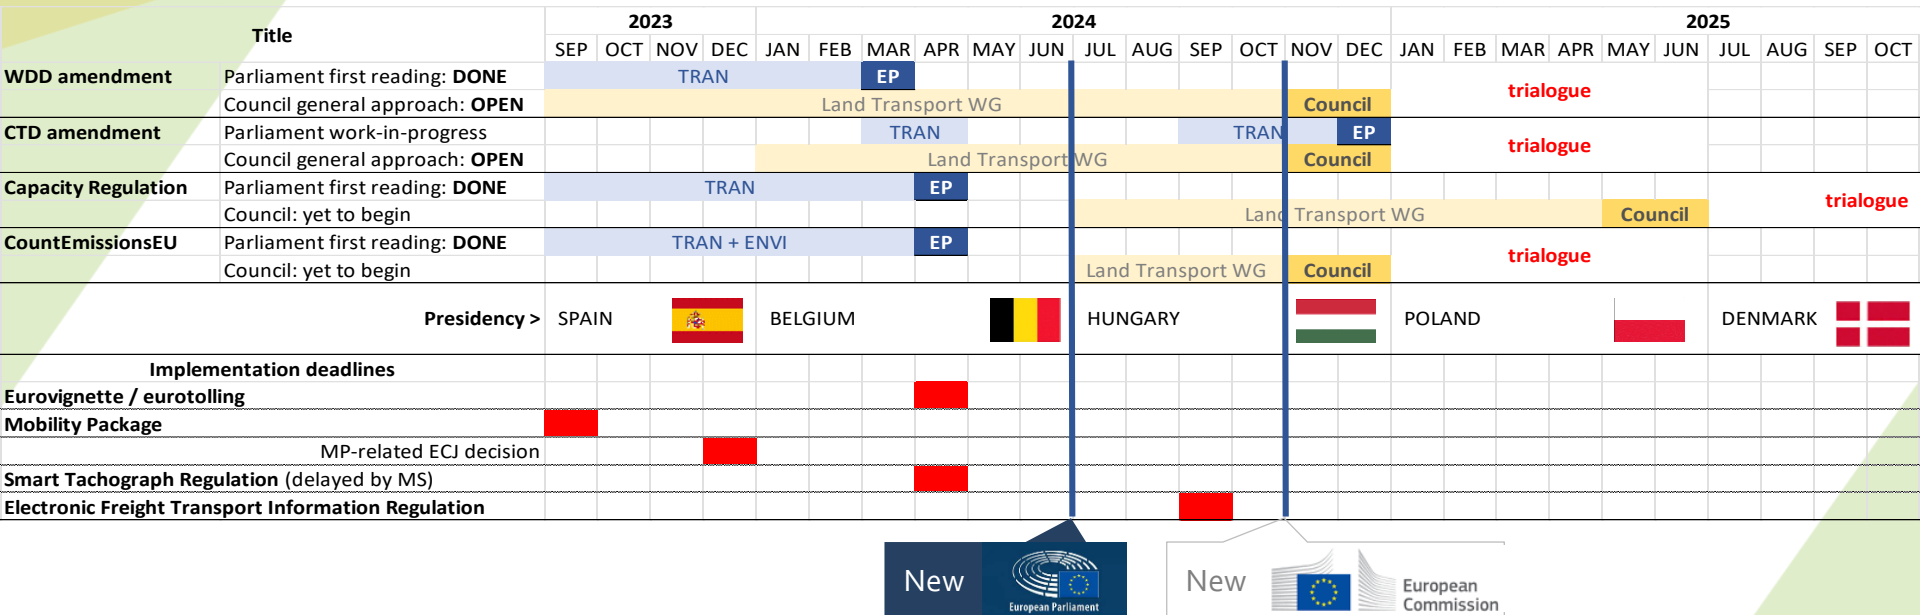 Title 2023 2024 2025
SEP OCT NOV DEC JAN FEB MAR APR MAY JUN JUL AUG SEP OCT NOV DEC JAN FEB MAR APR MAY JUN JUL AUG SEP OCT
WDD amendment Parliament first reading: DONE TRAN EP
trialogue
Council general approach: OPEN Land Transport WG Council
CTD amendment Parliament work-in-progress TRAN TRAN EP
trialogue
Council general approach: OPEN Land Transport WG Council
Capacity Regulation Parliament first reading: DONE TRAN EP
trialogue
Council: yet to begin Land Transport WG Council
CountEmissionsEU Parliament first reading: DONE TRAN + ENVI EP
trialogue
Council: yet to begin Land Transport WG Council
Presidency > SPAIN BELGIUM HUNGARY POLAND DENMARK
Implementation deadlines
Eurovignette / eurotolling
Mobility Package
MP-related ECJ decision
Smart Tachograph Regulation (delayed by MS)
Electronic Freight Transport Information Regulation
New European Parliament
New European
Commission